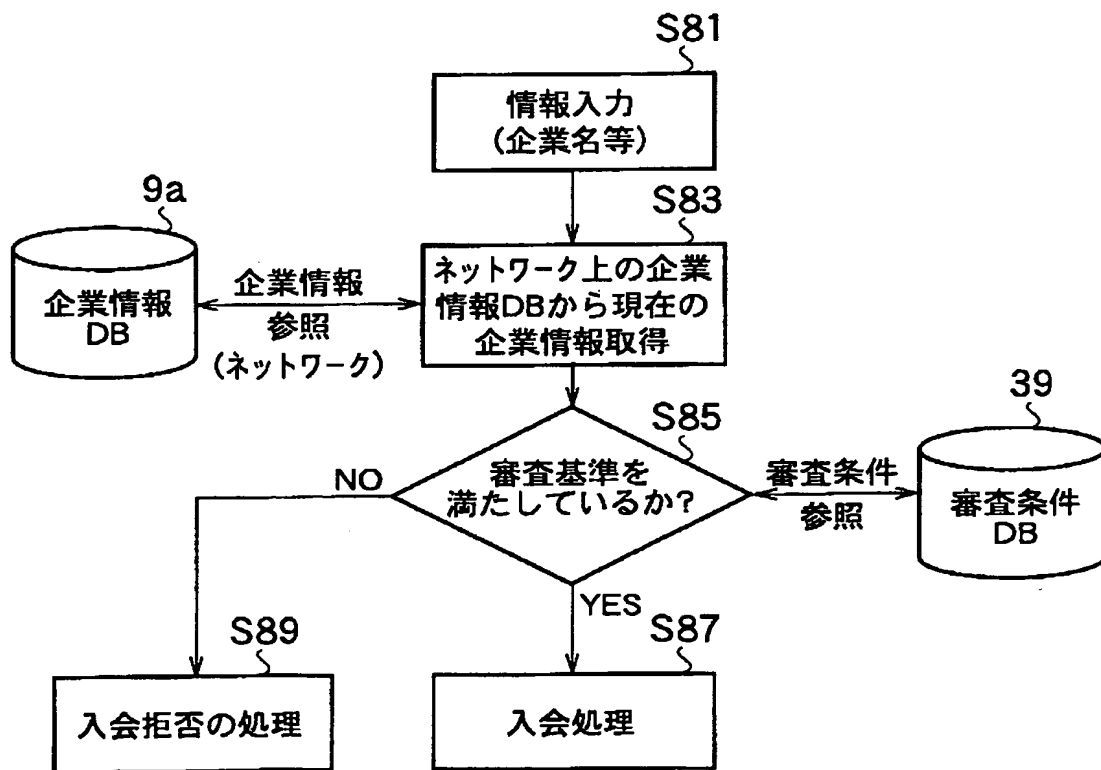 S81
情報入力
(企業名等)
S83
ネットワーク上の企業
情報DBから現在の
企業情報取得
9a
企業情報
DB
企業情報
参照
(ネットワーク)
S85
審査基準を
満たしているか?
NO
YES
39
審査条件
DB
審査条件
参照
S89
入会拒否の処理
S87
入会処理